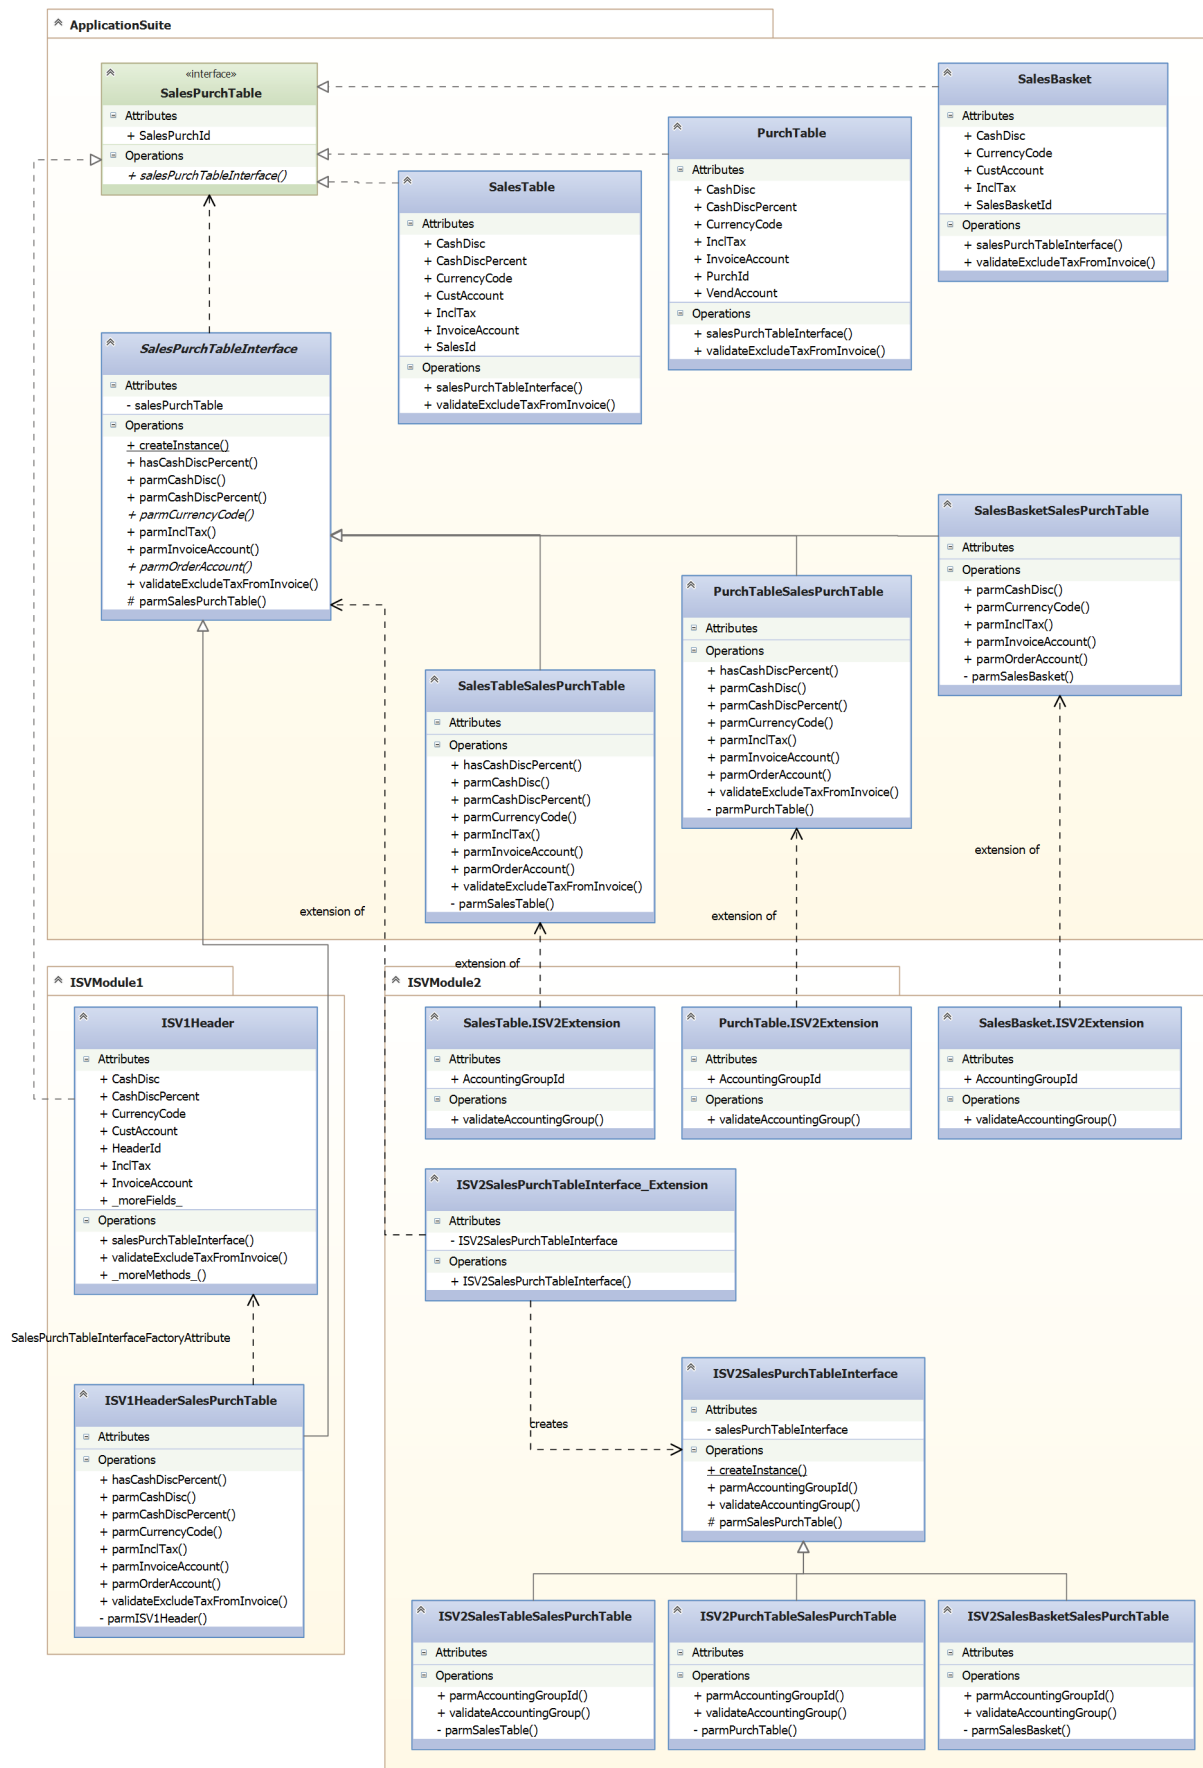 ApplicationSuite
«interface»
SalesPurchTable
Attributes
+ SalesPurchId
Operations
+ salesPurchTableInterface()
SalesBasket
Attributes
+ CashDisc
+ CurrencyCode
+ CustAccount
+ InclTax
+ SalesBasketId
Operations
+ salesPurchTableInterface()
+ validateExcludeTaxFromInvoice()
PurchTable
Attributes
+ CashDisc
+ CashDiscPercent
+ CurrencyCode
+ InclTax
+ InvoiceAccount
+ PurchId
+ VendAccount
Operations
+ salesPurchTableInterface()
+ validateExcludeTaxFromInvoice()
SalesTable
Attributes
+ CashDisc
+ CashDiscPercent
+ CurrencyCode
+ CustAccount
+ InclTax
+ InvoiceAccount
+ SalesId
Operations
+ salesPurchTableInterface()
+ validateExcludeTaxFromInvoice()
SalesPurchTableInterface
Attributes
- salesPurchTable
Operations
+ createInstance()
+ hasCashDiscPercent()
+ parmCashDisc()
+ parmCashDiscPercent()
+ parmCurrencyCode()
+ parmInclTax()
+ parmInvoiceAccount()
+ parmOrderAccount()
+ validateExcludeTaxFromInvoice()
# parmSalesPurchTable()
SalesBasketSalesPurchTable
Attributes
Operations
+ parmCashDisc()
+ parmCurrencyCode()
+ parmInclTax()
+ parmInvoiceAccount()
+ parmOrderAccount()
- parmSalesBasket()
PurchTableSalesPurchTable
Attributes
Operations
+ hasCashDiscPercent()
+ parmCashDisc()
+ parmCashDiscPercent()
+ parmCurrencyCode()
+ parmInclTax()
+ parmInvoiceAccount()
+ parmOrderAccount()
+ validateExcludeTaxFromInvoice()
- parmPurchTable()
SalesTableSalesPurchTable
Attributes
Operations
+ hasCashDiscPercent()
+ parmCashDisc()
+ parmCashDiscPercent()
+ parmCurrencyCode()
+ parmInclTax()
+ parmInvoiceAccount()
+ parmOrderAccount()
+ validateExcludeTaxFromInvoice()
- parmSalesTable()
extension of
extension of
extension of
extension of
ISVModule1
ISV1Header
Attributes
+ CashDisc
+ CashDiscPercent
+ CurrencyCode
+ CustAccount
+ HeaderId
+ InclTax
+ InvoiceAccount
+ _moreFields_
Operations
+ salesPurchTableInterface()
+ validateExcludeTaxFromInvoice()
+ _moreMethods_()
SalesPurchTableInterfaceFactoryAttribute
ISV1HeaderSalesPurchTable
Attributes
Operations
+ hasCashDiscPercent()
+ parmCashDisc()
+ parmCashDiscPercent()
+ parmCurrencyCode()
+ parmInclTax()
+ parmInvoiceAccount()
+ parmOrderAccount()
+ validateExcludeTaxFromInvoice()
- parmISV1Header()
ISVModule2
SalesTable.ISV2Extension
Attributes
+ AccountingGroupId
Operations
+ validateAccountingGroup()
PurchTable.ISV2Extension
Attributes
+ AccountingGroupId
Operations
+ validateAccountingGroup()
SalesBasket.ISV2Extension
Attributes
+ AccountingGroupId
Operations
+ validateAccountingGroup()
ISV2SalesPurchTableInterface_Extension
Attributes
- ISV2SalesPurchTableInterface
Operations
+ ISV2SalesPurchTableInterface()
creates
ISV2SalesPurchTableInterface
Attributes
- salesPurchTableInterface
Operations
+ createInstance()
+ parmAccountingGroupId()
+ validateAccountingGroup()
# parmSalesPurchTable()
ISV2SalesTableSalesPurchTable
Attributes
Operations
+ parmAccountingGroupId()
+ validateAccountingGroup()
- parmSalesTable()
ISV2PurchTableSalesPurchTable
Attributes
Operations
+ parmAccountingGroupId()
+ validateAccountingGroup()
- parmPurchTable()
ISV2SalesBasketSalesPurchTable
Attributes
Operations
+ parmAccountingGroupId()
+ validateAccountingGroup()
- parmSalesBasket()